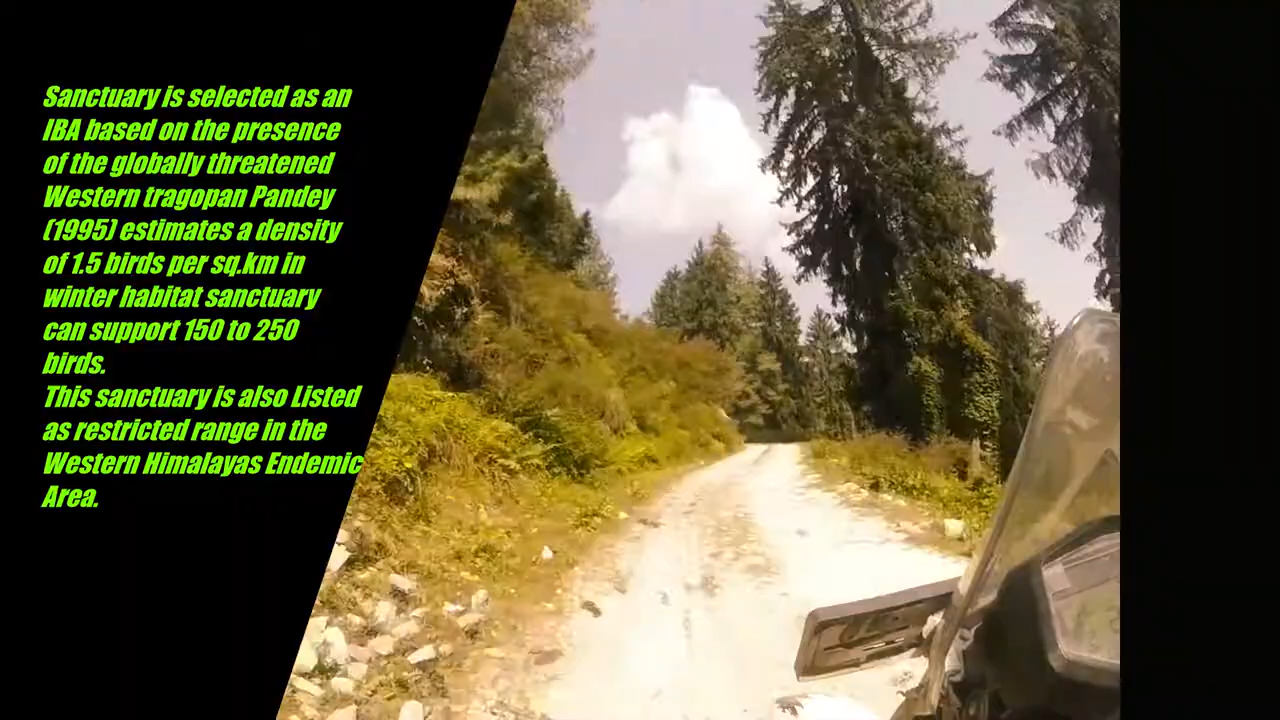 Sanctuary is selected as an
IBA based on the presence
of the globally threatened
Western tragopan Pandey
(1995) estimates a density
of 1.5 birds per sq.km in
winter habitat sanctuary
can support 150 to 250
birds.
This sanctuary is also Listed
as restricted range in the
Western Himalayas Endemic
Area.